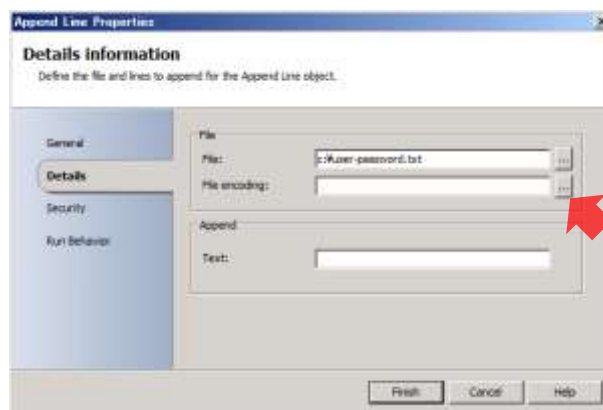 Append Line Properties
Details information
Define the file and lines to append for the Append Line object.
General
Details
Security
Run Behavior
File
File:
c:¥user-password.txt
...
File encoding:
...
Append
Text:
Finish
Cancel
Help